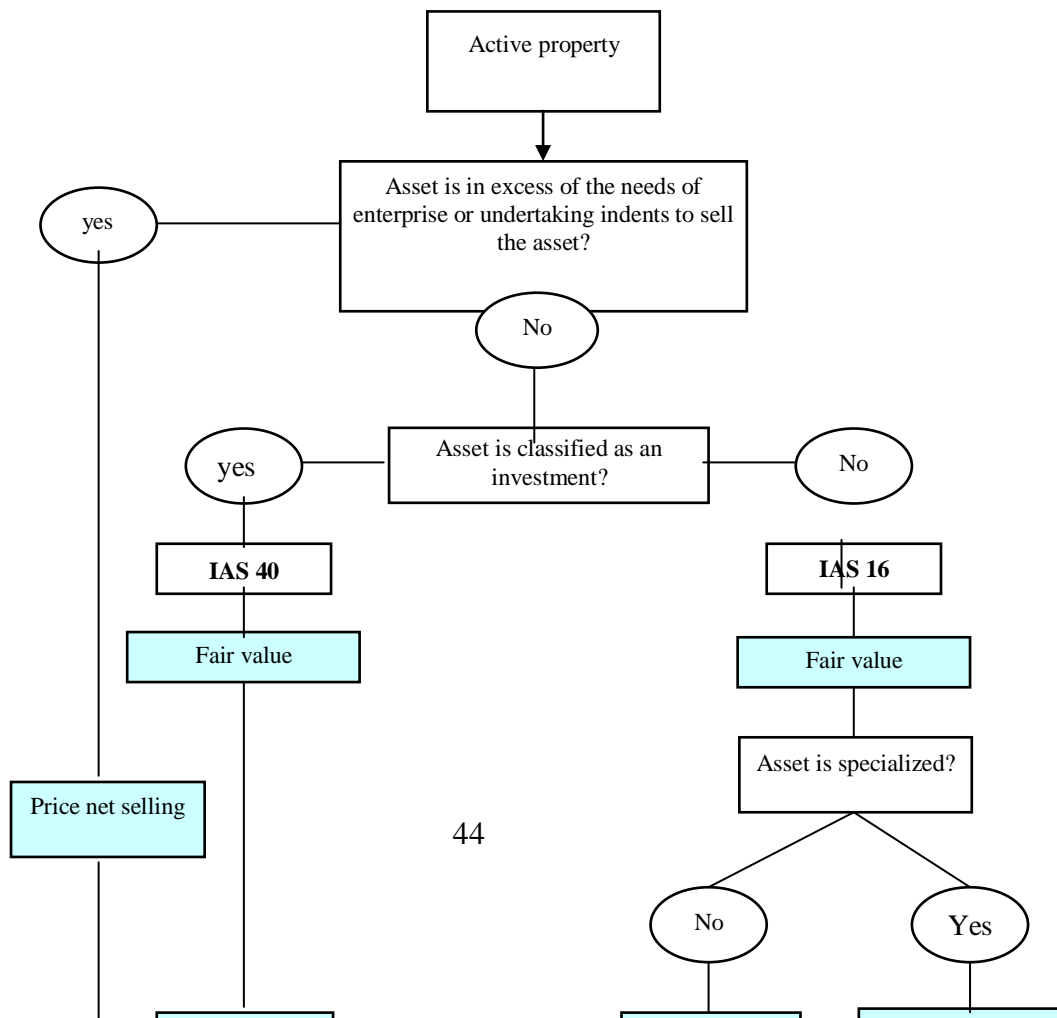 Active property
Asset is in excess of the needs of
enterprise or undertaking indents to sell
the asset?
yes
No
Asset is classified as an
investment?
yes
No
IAS 40
IAS 16
Fair value
Fair value
Asset is specialized?
Price net selling
44
No
Yes